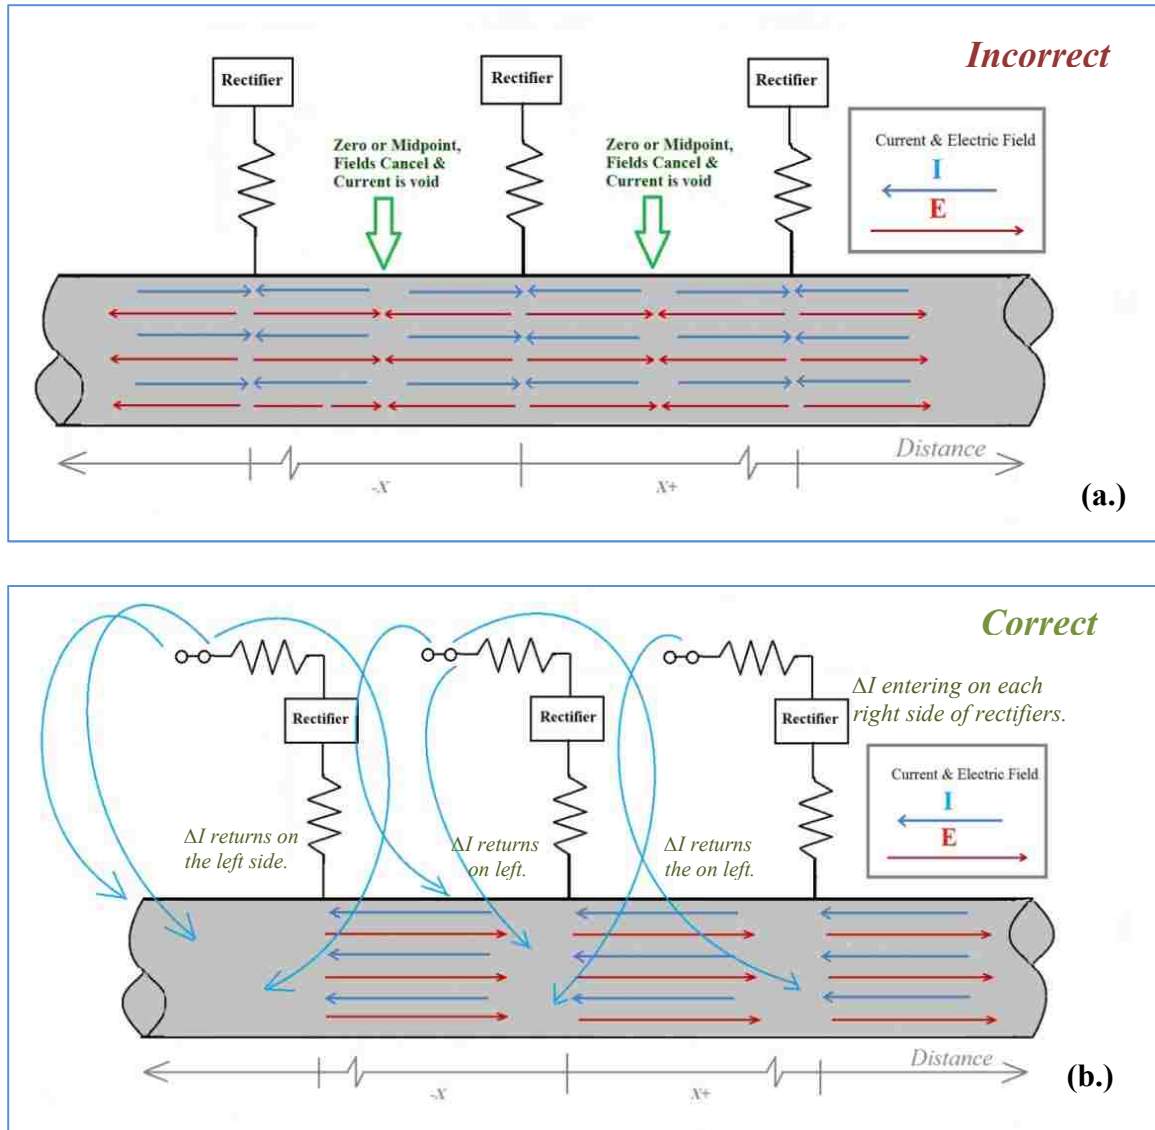 Incorrect
Rectifier
Rectifier
Rectifier
Zero or Midpoint,
Fields Cancel &
Current is void
Zero or Midpoint,
Fields Cancel &
Current is void
Current & Electric Field
I
E
Distance
-X
X+
(a.)
Correct
ΔI entering on each
right side of rectifiers.
Rectifier
Rectifier
Rectifier
Current & Electric Field
I
E
ΔI returns on
the left side.
ΔI returns
on left.
ΔI returns
the on left.
Distance
-X
X+
(b.)